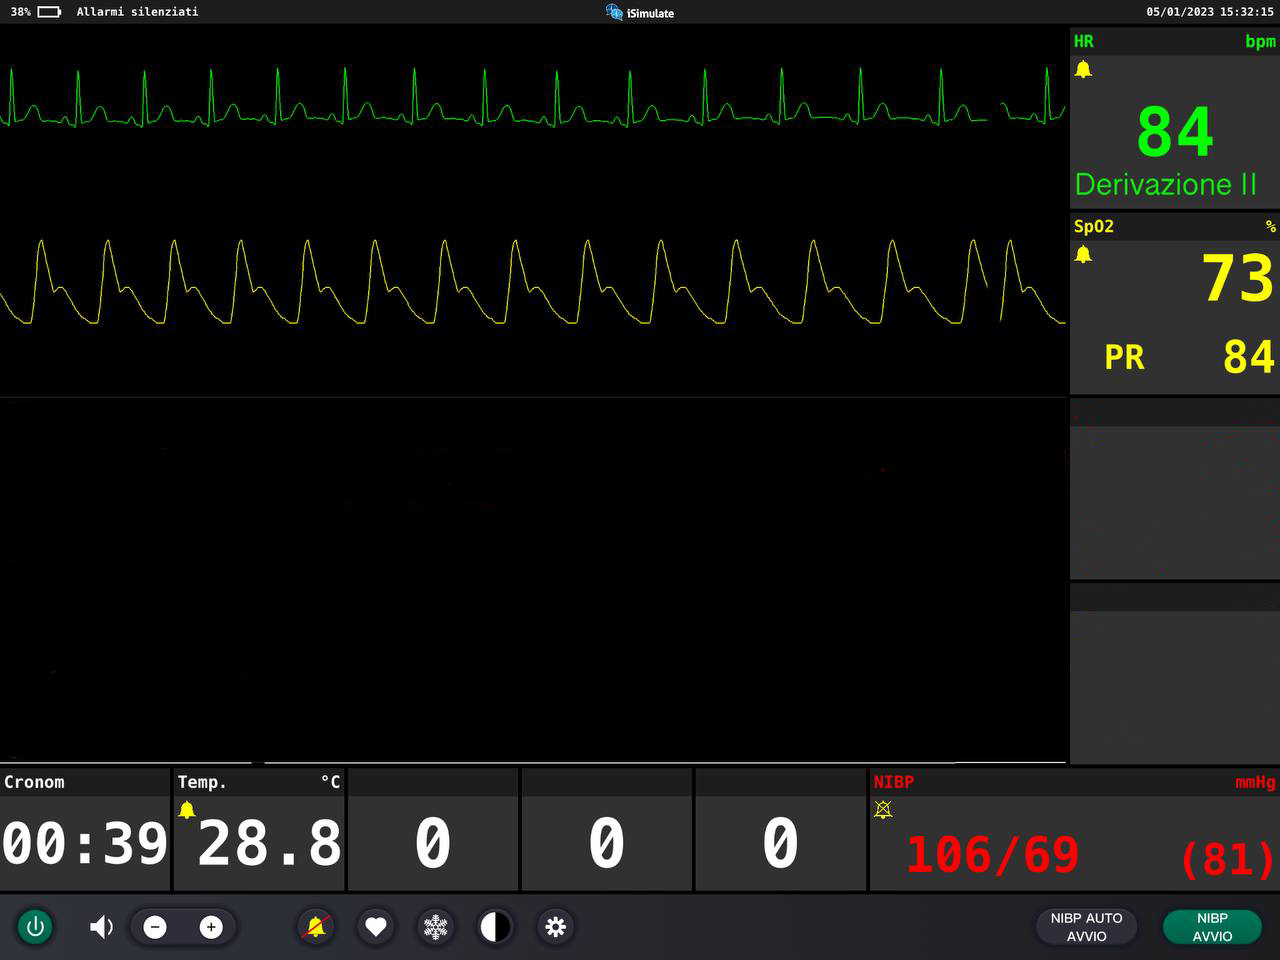 38% Allarmi silenziati iSimulate 05/01/2023 15:32:15
HR bpm
84
Derivazione II
SpO2 %
73
PR 84
Cronom
00:39
Temp. °C
28.8
0
0
0
NIBP mmHg
106/69 (81)
NIBP AUTO
AVVIO
NIBP
AVVIO